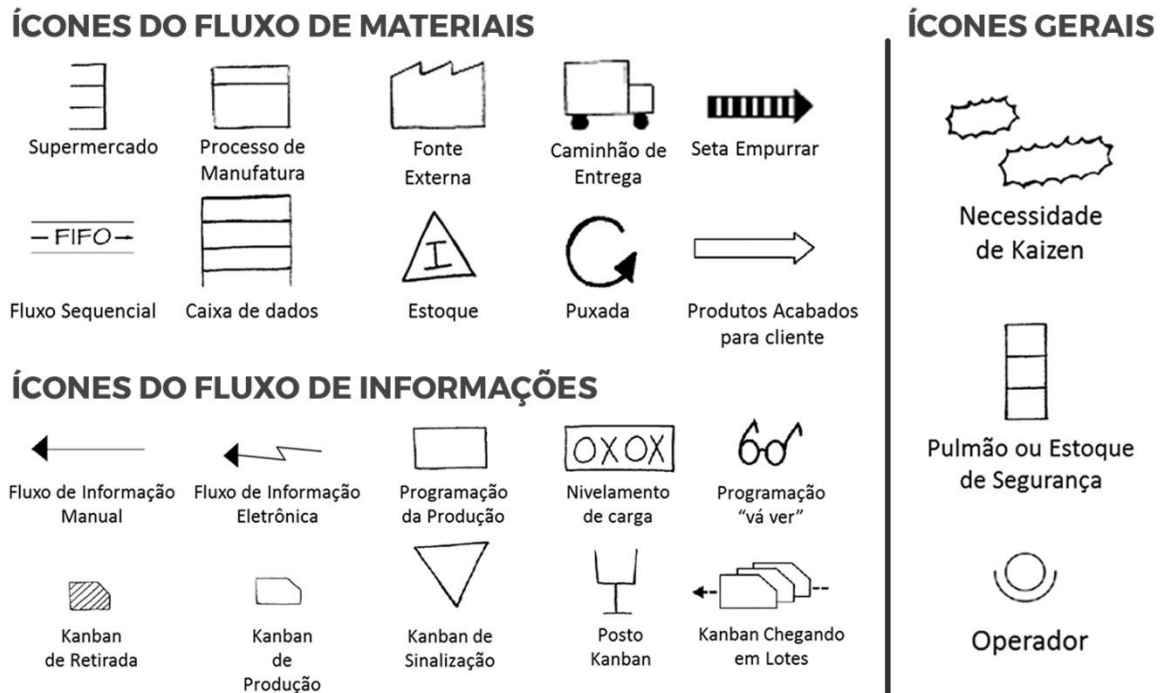 ÍCONES DO FLUXO DE MATERIAIS
Supermercado
Processo de
Manufatura
Fonte
Externa
Caminhão de
Entrega
Seta Empurrar
FIFO
I
Fluxo Sequencial
Caixa de dados
Estoque
Puxada
Produtos Acabados
para cliente
ÍCONES DO FLUXO DE INFORMAÇÕES
OXOX
Fluxo de Informação
Manual
Fluxo de Informação
Eletrônica
Programação
da Produção
Nivelamento
de carga
Programação
“vá ver”
Kanban
de Retirada
Kanban
de
Produção
Kanban de
Sinalização
Posto
Kanban
Kanban Chegando
em Lotes
ÍCONES GERAIS
Necessidade
de Kaizen
Pulmão ou Estoque
de Segurança
Operador